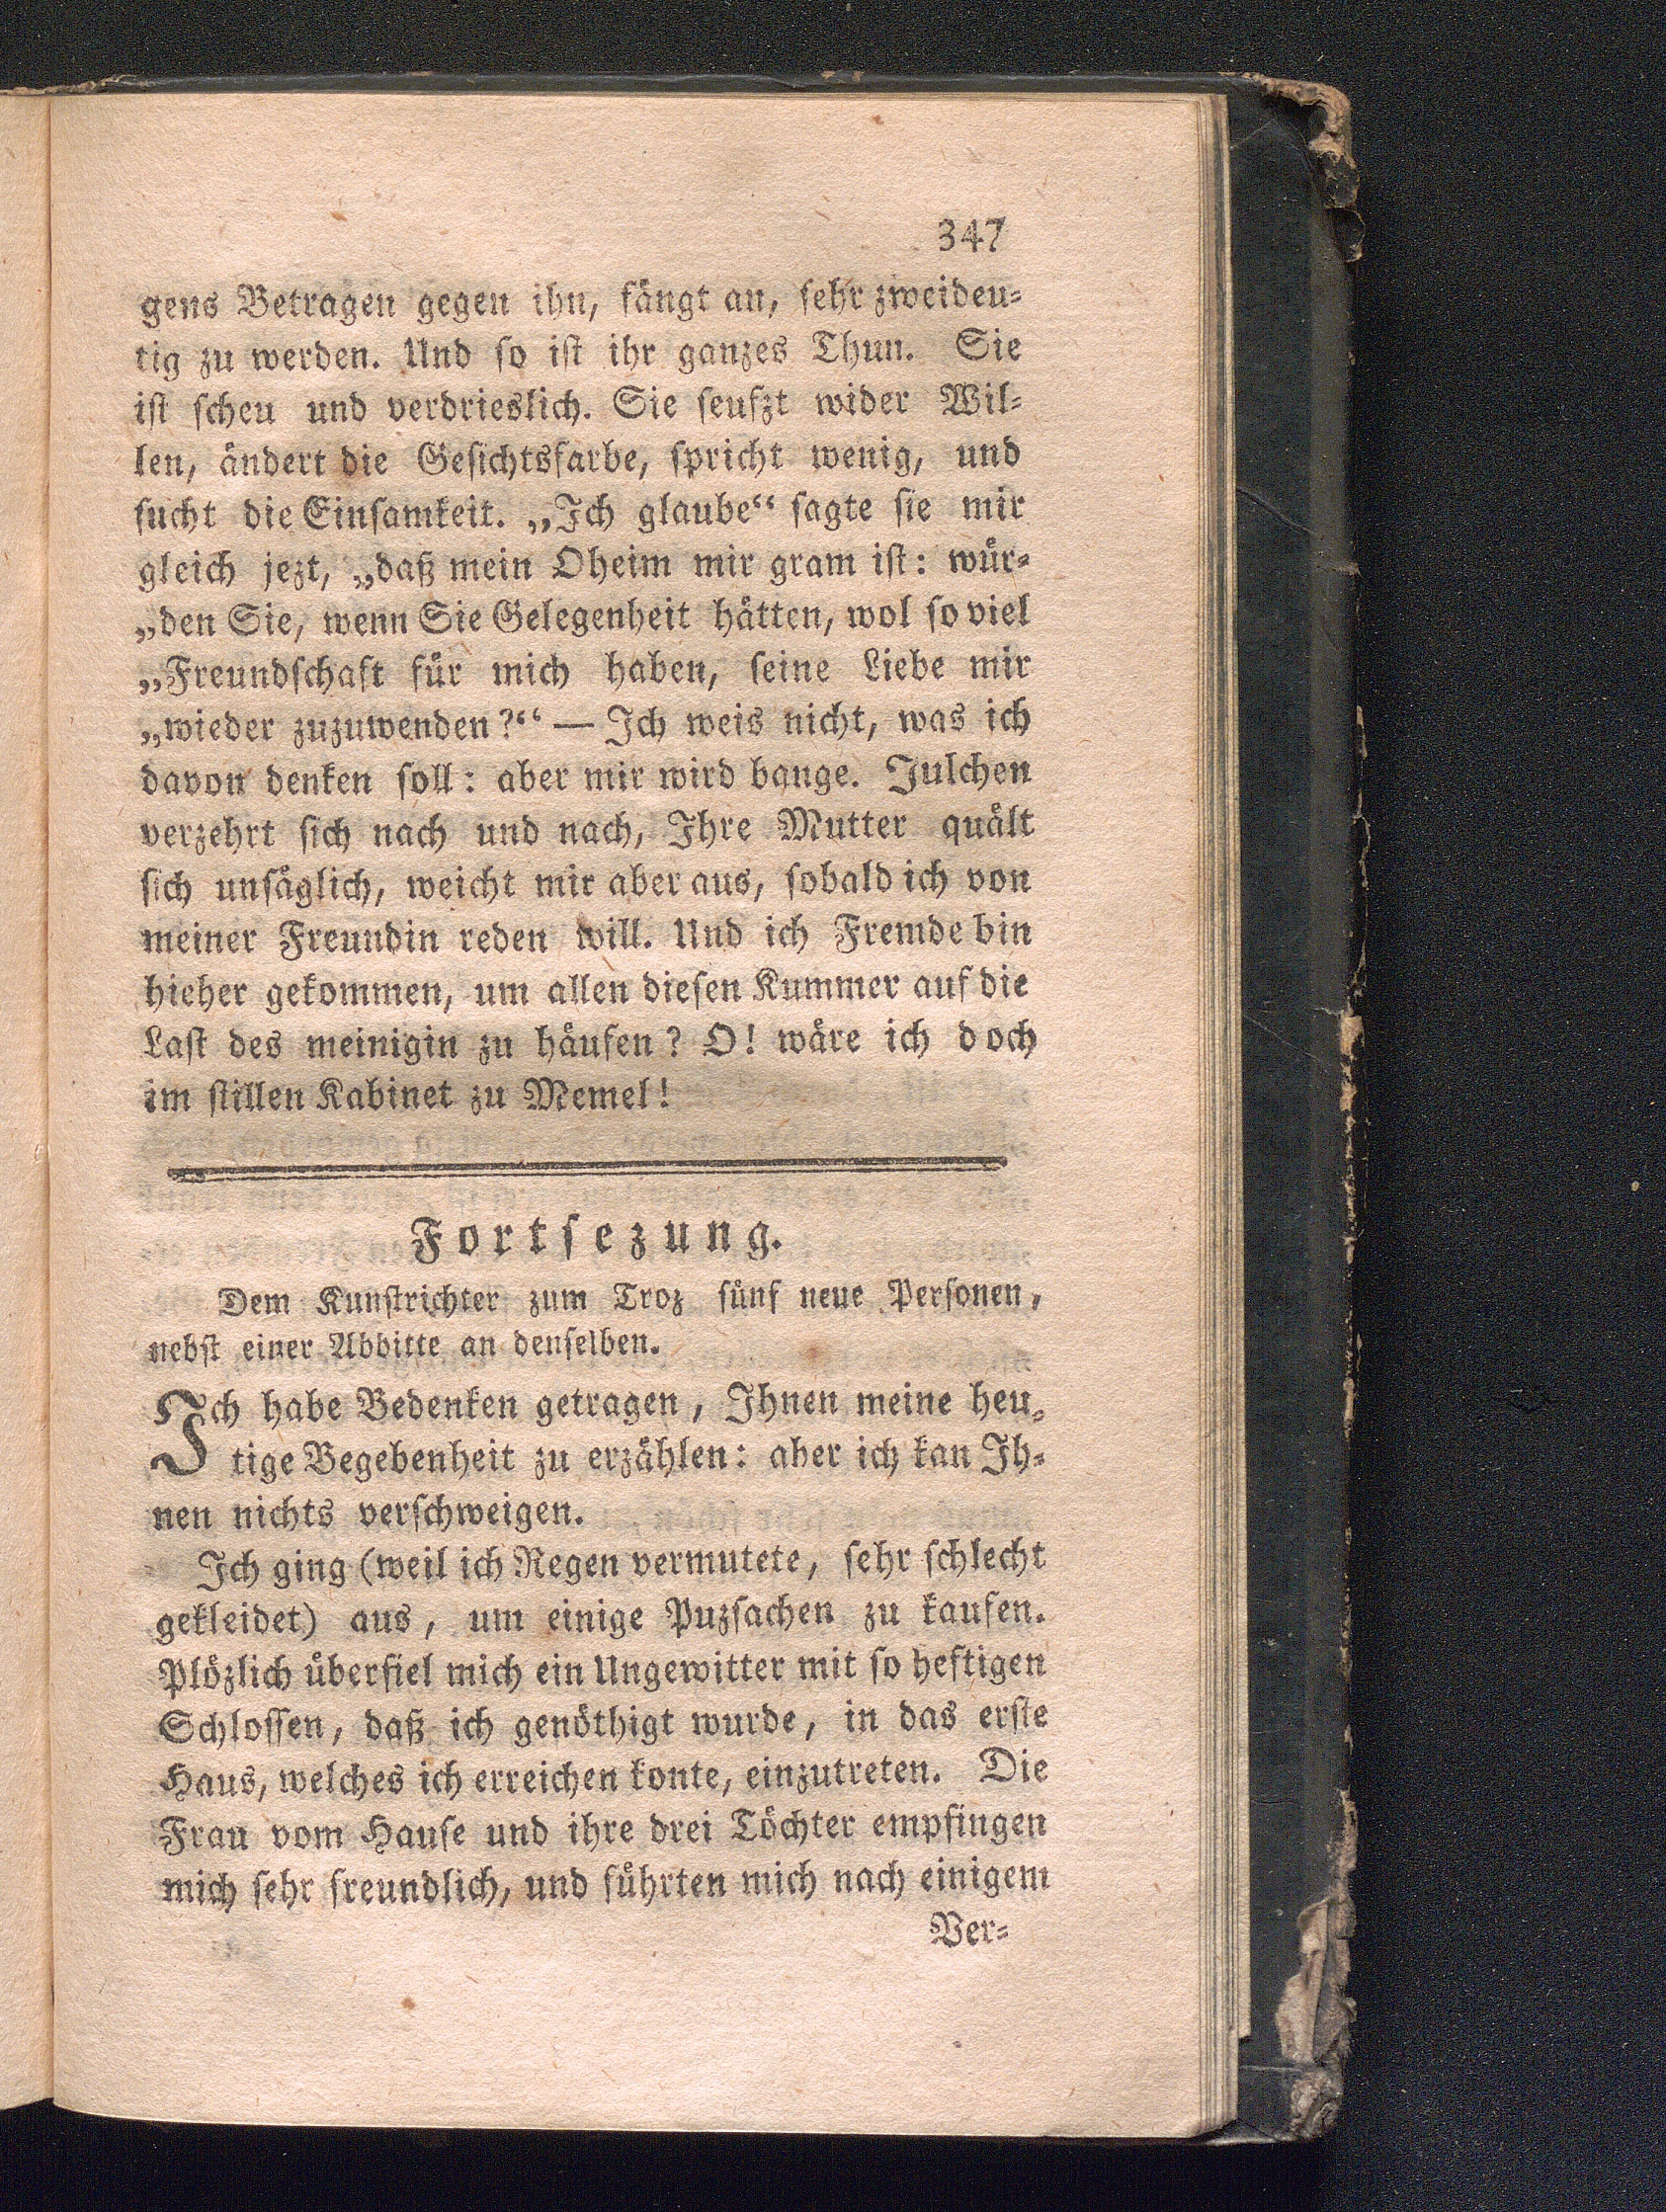 347
gens Betragen gegen ihn, fängt an, sehr zweideu-
tig zu werden. Und so ist ihr ganzes Thun. Sie
ist scheu und verdrieslich. Sie seufzt wider Wil-
len, ändert die Gesichtsfarbe, spricht wenig, und
sucht die Einsamkeit. „Ich glaube“ sagte sie mir
gleich jezt, „daß mein Oheim mir gram ist: wür-
„den Sie, wenn Sie Gelegenheit hätten, wol so viel
„Freundschaft für mich haben, seine Liebe mir
„wieder zuzuwenden?“ — Ich weis nicht, was ich
davon denken soll: aber mir wird bange. Julchen
verzehrt sich nach und nach, Ihre Mutter quält
sich unsäglich, weicht mir aber aus, sobald ich von
meiner Freundin reden will. Und ich Fremde bin
hieher gekommen, um allen diesen Kummer auf die
Last des meinigin zu häufen? O! wäre ich doch
im stillen Kabinet zu Memel!
Fortsezung.
Dem Kunstrichter zum Troz fünf neue Personen,
nebst einer Abbitte an denselben.
Ich habe Bedenken getragen, Ihnen meine heu-
tige Begebenheit zu erzählen: aber ich kan Ih-
nen nichts verschweigen.
Ich ging (weil ich Regen vermutete, sehr schlecht
gekleidet) aus, um einige Puzsachen zu kaufen.
Plözlich überfiel mich ein Ungewitter mit so heftigen
Schlossen, daß ich genöthigt wurde, in das erste
Haus, welches ich erreichen konte, einzutreten. Die
Frau vom Hause und ihre drei Töchter empfingen
mich sehr freundlich, und führten mich nach einigem
Ver-